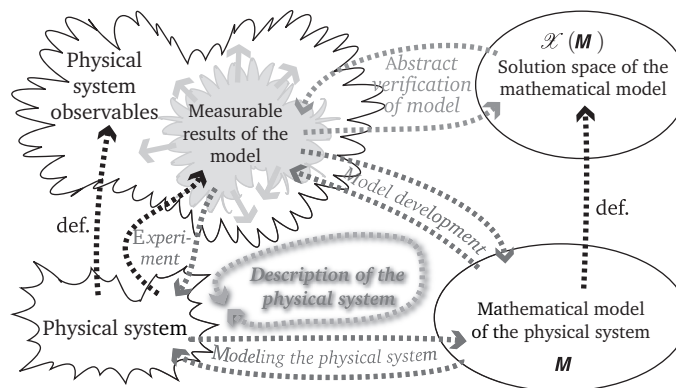 Physical
system
observables
Measurable
results of the
model
Abstract
verification
of model
𝒳 (M)
Solution space of the
mathematical model
def.
Experi-
ment
Model development
def.
Description of the
physical system
Physical system
Mathematical model
of the physical system
M
Modeling the physical system